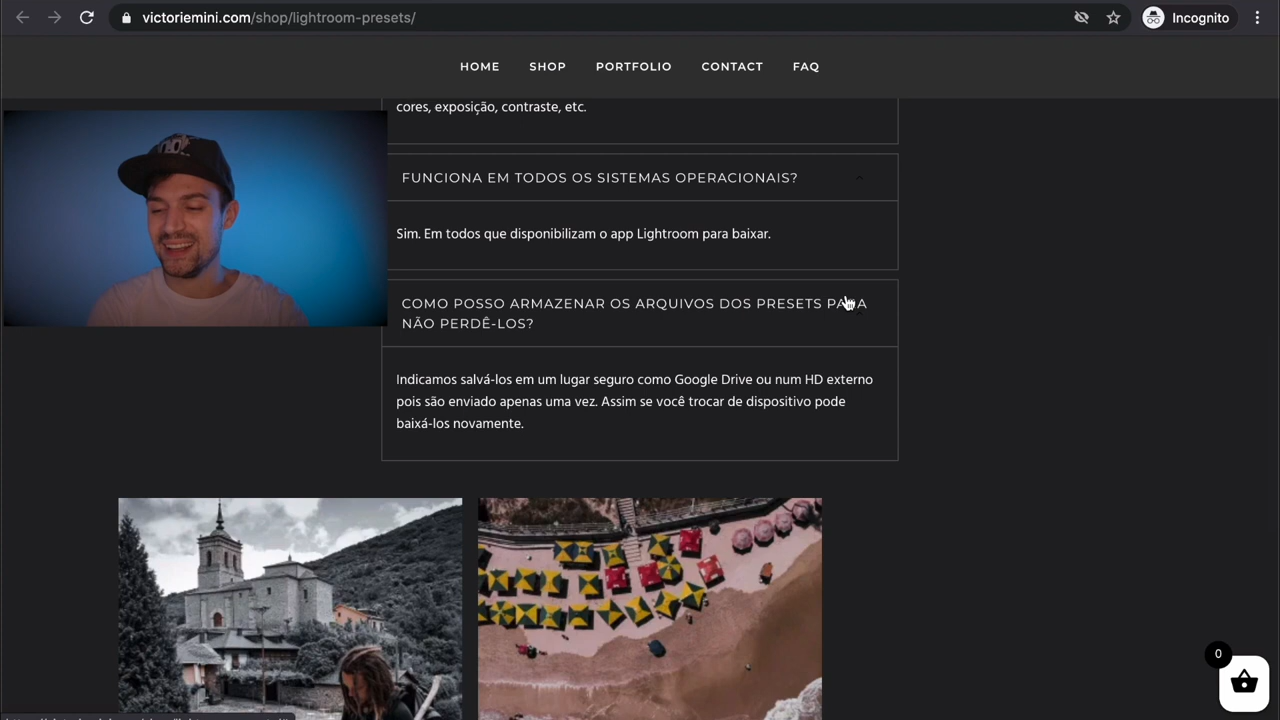 victoriemini.com/shop/lightroom-presets/
Incognito
HOME SHOP PORTFOLIO CONTACT FAQ
cores, exposição, contraste, etc.
FUNCIONA EM TODOS OS SISTEMAS OPERACIONAIS?
Sim. Em todos que disponibilizam o app Lightroom para baixar.
COMO POSSO ARMAZENAR OS ARQUIVOS DOS PRESETS PARA
NÃO PERDÊ-LOS?
Indicamos salvá-los em um lugar seguro como Google Drive ou num HD externo
pois são enviado apenas uma vez. Assim se você trocar de dispositivo pode
baixá-los novamente.
0